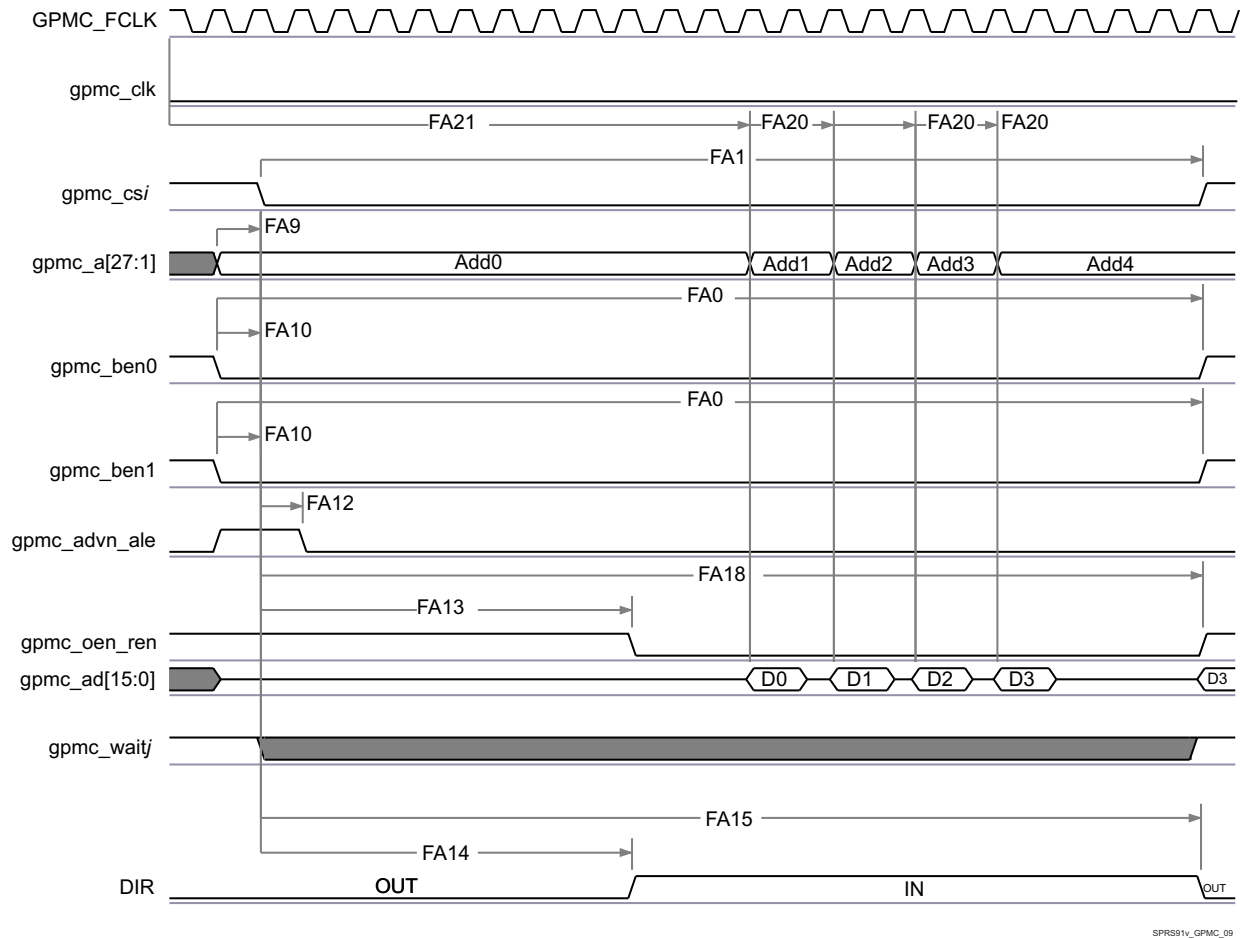 GPMC_FCLK
gpmc_clk
FA21 FA20 FA20 FA20
FA1
gpmc_csi
FA9
gpmc_a[27:1] Add0 Add1 Add2 Add3 Add4
FA0
FA10
gpmc_ben0
FA0
FA10
gpmc_ben1
FA12
gpmc_advn_ale
FA18
FA13
gpmc_oen_ren
gpmc_ad[15:0] D0 D1 D2 D3 D3
gpmc_waitj
FA15
FA14
DIR OUT IN OUT
SPRS91v_GPMC_09